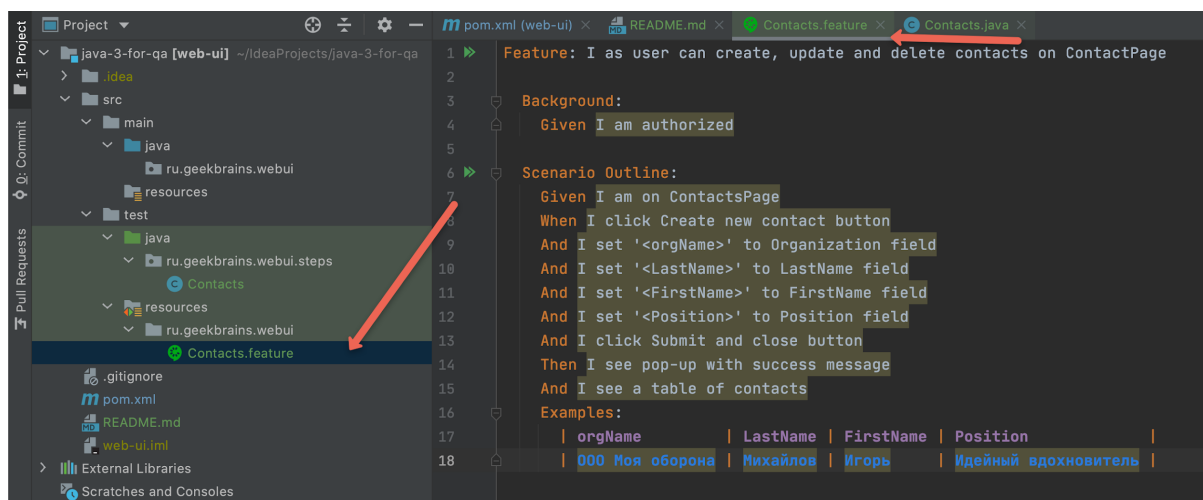 Project
pom.xml (web-ui)
README.md
Contacts.feature
Contacts.java
1: Project
0: Commit
Pull Requests
java-3-for-qa [web-ui] ~/IdeaProjects/java-3-for-qa
.idea
src
main
java
ru.geekbrains.webui
resources
test
java
ru.geekbrains.webui.steps
Contacts
resources
ru.geekbrains.webui
Contacts.feature
.gitignore
pom.xml
README.md
web-ui.iml
External Libraries
Scratches and Consoles
1 Feature: I as user can create, update and delete contacts on ContactPage
2
3 Background:
4 Given I am authorized
5
6 Scenario Outline:
7 Given I am on ContactsPage
8 When I click Create new contact button
9 And I set '<orgName>' to Organization field
10 And I set '<LastName>' to LastName field
11 And I set '<FirstName>' to FirstName field
12 And I set '<Position>' to Position field
13 And I click Submit and close button
14 Then I see pop-up with success message
15 And I see a table of contacts
16 Examples:
17 | orgName | LastName | FirstName | Position |
18 | ООО Моя оборона | Михайлов | Игорь | Идейный вдохновитель |